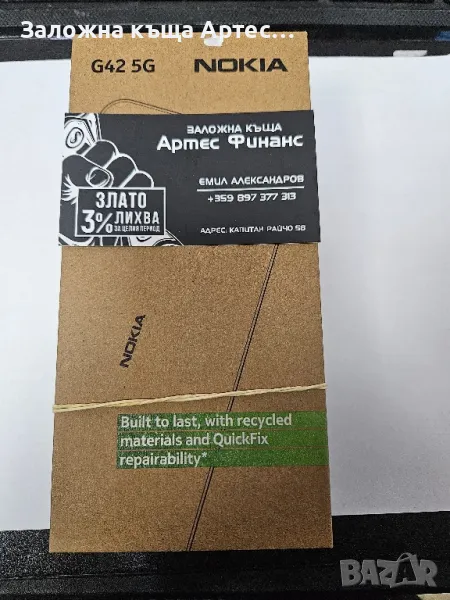 Заложна къща Артес...
G42 5G NOKIA
ЗАЛОЖНА КЪЩА
Артес Финанс
ЕМИЛ АЛЕКСАНДРОВ
+359 897 377 313
АДРЕС. КАПИТАН РАЙЧО 58
ЗЛАТО
3% ЛИХВА
ЗА ЦЕЛИЯ ПЕРИОД
NOKIA
Built to last, with recycled
materials and QuickFix
repairability*
bazar